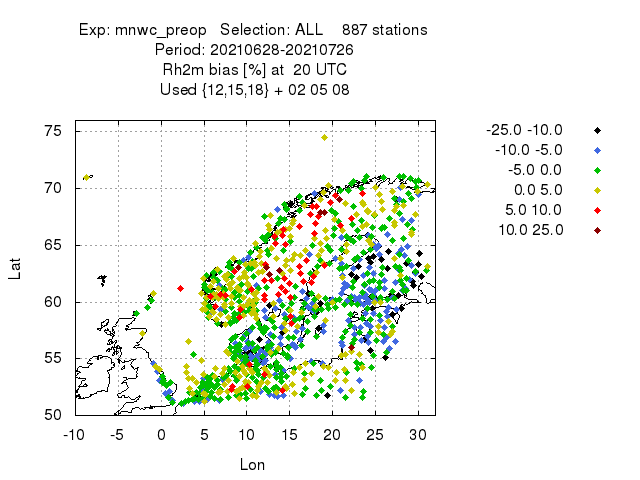 Exp: mnwc_preop   Selection: ALL    887 stations
Period: 20210628-20210726
Rh2m bias [%] at  20 UTC
Used {12,15,18} + 02 05 08
-25.0 -10.0
-10.0 -5.0
-5.0 0.0
0.0 5.0
5.0 10.0
10.0 25.0
75
70
65
60
55
50
Lat
-10 -5 0 5 10 15 20 25 30
Lon